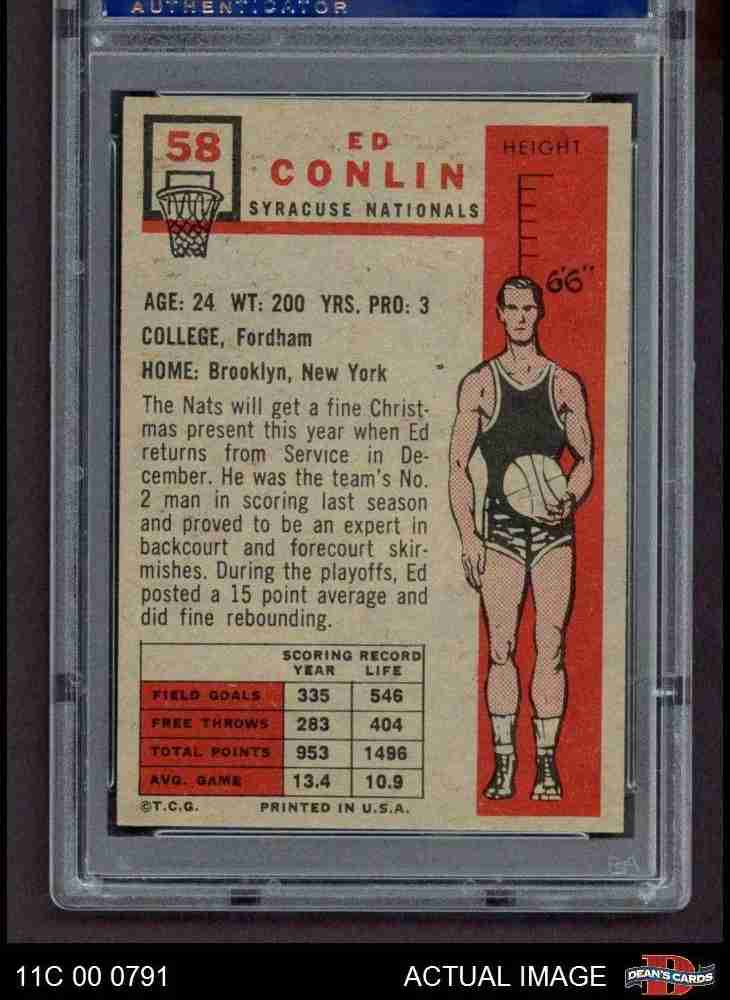 AUTHENTICATOR
58
ED
CONLIN
SYRACUSE NATIONALS
HEIGHT
6'6"
AGE: 24 WT: 200 YRS. PRO: 3
COLLEGE, Fordham
HOME: Brooklyn, New York
The Nats will get a fine Christ-
mas present this year when Ed
returns from Service in De-
cember. He was the team's No.
2 man in scoring last season
and proved to be an expert in
backcourt and forecourt skir-
mishes. During the playoffs, Ed
posted a 15 point average and
did fine rebounding.
SCORING RECORD
YEAR LIFE
FIELD GOALS 335 546
FREE THROWS 283 404
TOTAL POINTS 953 1496
AVG. GAME 13.4 10.9
©T.C.G. PRINTED IN U.S.A.
11C 00 0791 ACTUAL IMAGE DEAN'S CARDS